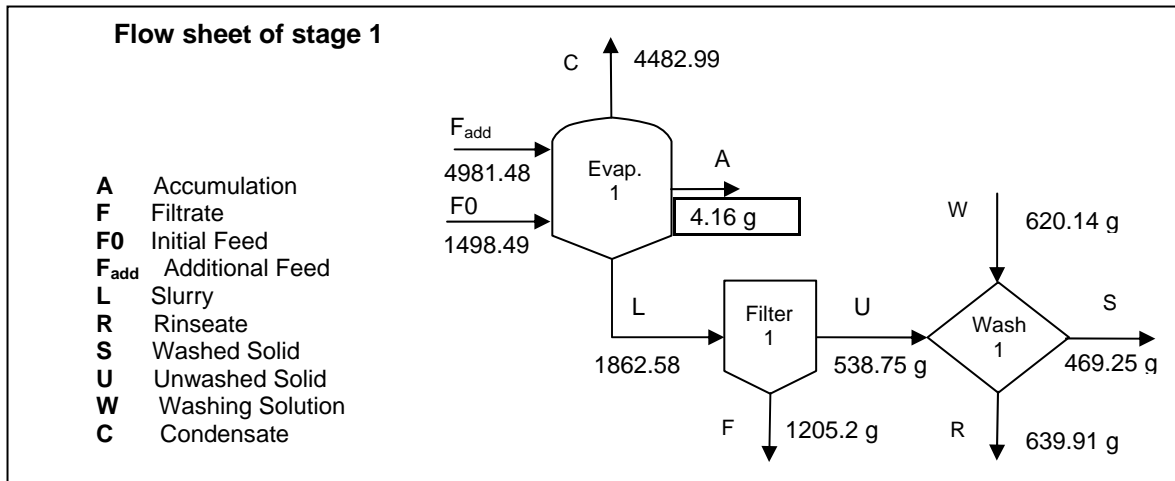 Flow sheet of stage 1
C
4482.99
F add
4981.48
Evap.
1
A
4.16 g
F0
1498.49
A Accumulation
F Filtrate
F0 Initial Feed
F add Additional Feed
L Slurry
R Rinseate
S Washed Solid
U Unwashed Solid
W Washing Solution
C Condensate
L
1862.58
Filter
1
U
538.75 g
W
620.14 g
Wash
1
S
469.25 g
F
1205.2 g
R
639.91 g